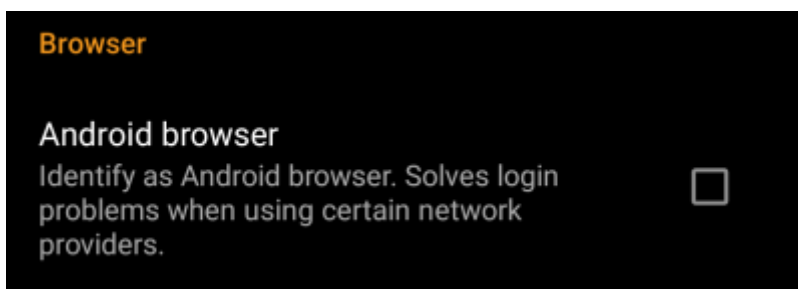 Browser
Android browser
Identify as Android browser. Solves login
problems when using certain network
providers.